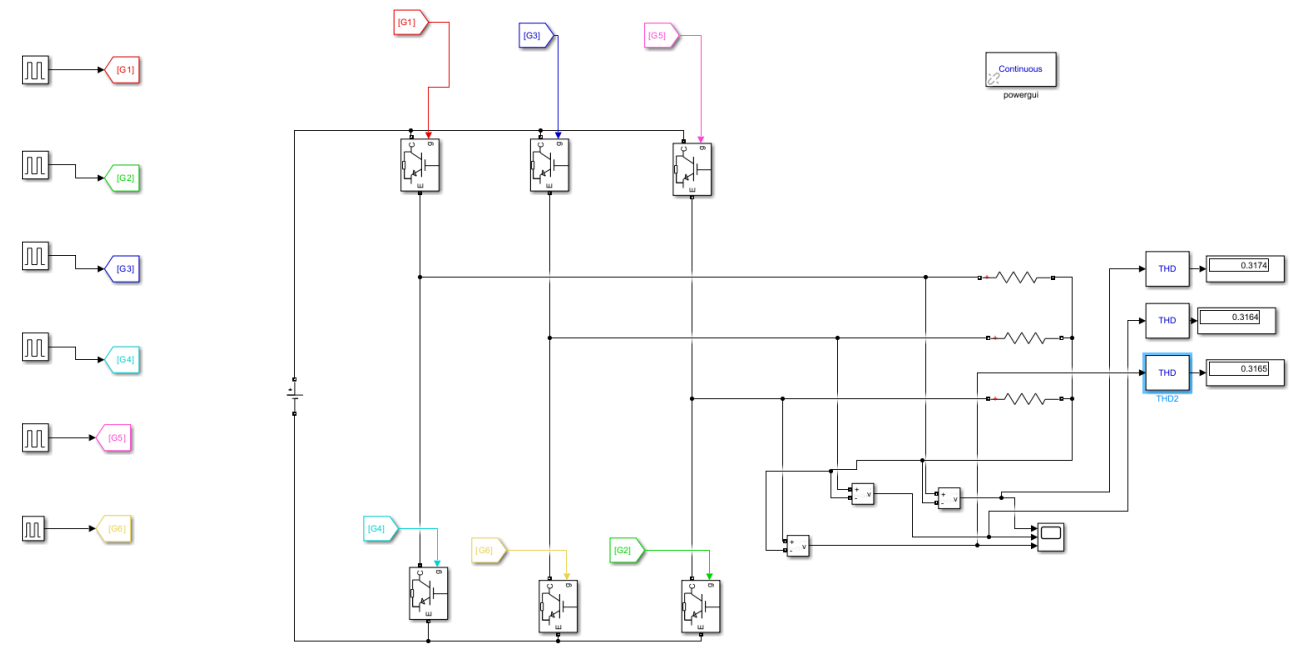 [G1]
[G3]
[G5]
[G1]
Continuous
powergui
C
g
E
C
g
E
C
g
E
[G2]
[G3]
THD
0.3174
THD
0.3164
[G4]
THD
0.3165
THD2
[G5]
+
-
v
+
-
v
[G6]
[G4]
[G6]
[G2]
+
-
v
C
g
E
C
g
E
C
g
E